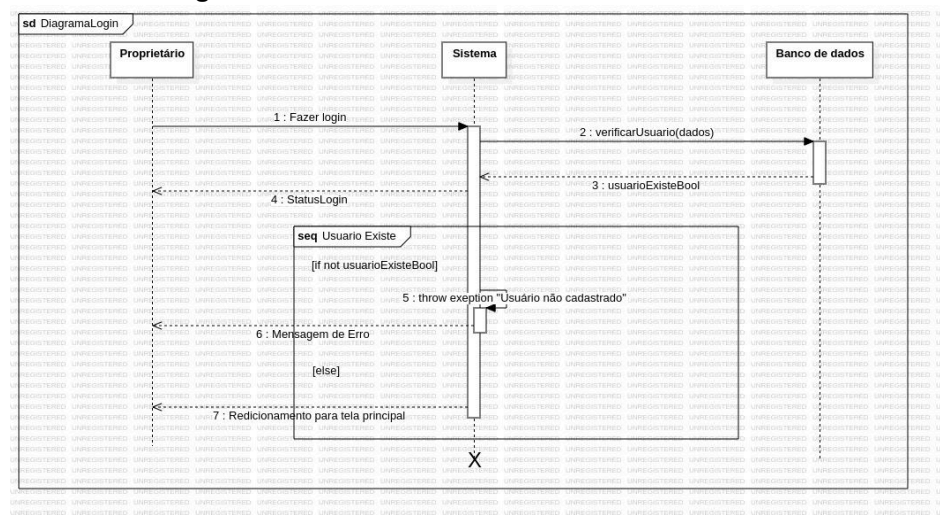 sd DiagramaLogin
Proprietário
Sistema
Banco de dados
1 : Fazer login
2 : verificarUsuario(dados)
3 : usuarioExisteBool
4 : StatusLogin
seq Usuario Existe
[if not usuarioExisteBool]
5 : throw exeption "Usuário não cadastrado"
6 : Mensagem de Erro
[else]
7 : Redicionamento para tela principal
X
UNREGISTERED